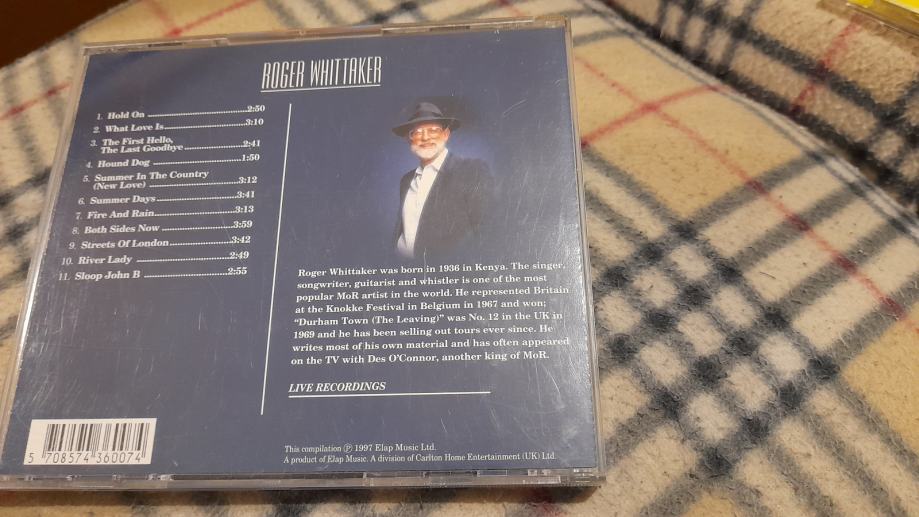 ROGER WHITTAKER
1. Hold On 2:50
2. What Love Is 3:10
3. The First Hello,
The Last Goodbye 2:41
4. Hound Dog 1:50
5. Summer In The Country
(New Love) 3:12
6. Summer Days 3:41
7. Fire And Rain 3:13
8. Both Sides Now 3:59
9. Streets Of London 3:42
10. River Lady 2:49
11. Sloop John B 2:55
Roger Whittaker was born in 1936 in Kenya. The singer,
songwriter, guitarist and whistler is one of the most
popular MoR artist in the world. He represented Britain
at the Knokke Festival in Belgium in 1967 and won;
“Durham Town (The Leaving)” was No. 12 in the UK in
1969 and he has been selling out tours ever since. He
writes most of his own material and has often appeared
on the TV with Des O'Connor, another king of MoR.
LIVE RECORDINGS
This compilation Ⓟ 1997 Elap Music Ltd.
A product of Elap Music. A division of Carlton Home Entertainment (UK) Ltd.
5 708574 360074